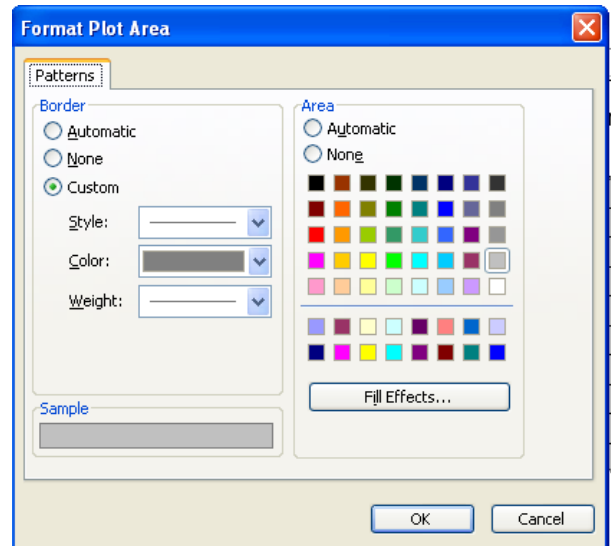 Format Plot Area
Patterns
Border
Automatic
None
Custom
Style:
Color:
Weight:
Sample
Area
Automatic
None
Fill Effects...
OK
Cancel